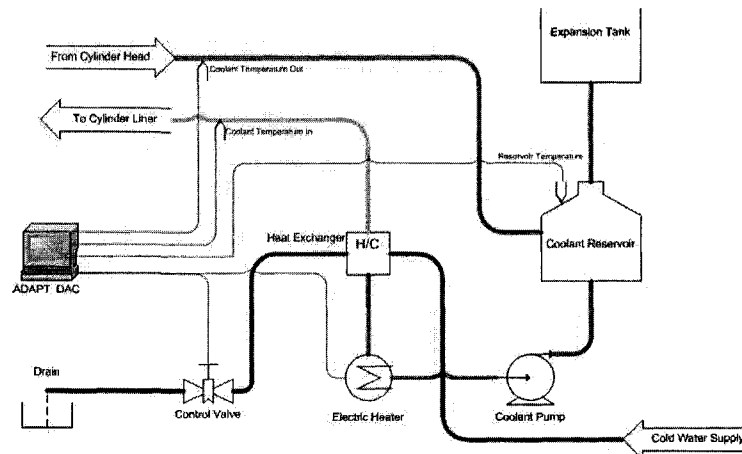 Expansion Tank
From Cylinder Head
Coolant Temperature Out
To Cylinder Liner
Coolant Temperature In
Reservoir Temperature
Heat Exchanger
H/C
Coolant Reservoir
ADAPT DAC
Drain
Control Valve
Electric Heater
Coolant Pump
Cold Water Supply